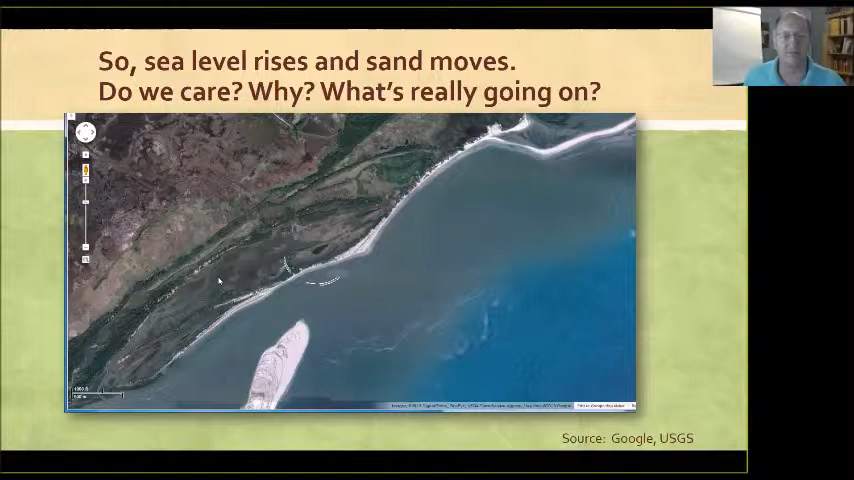 So, sea level rises and sand moves.
Do we care? Why? What's really going on?
Source: Google, USGS